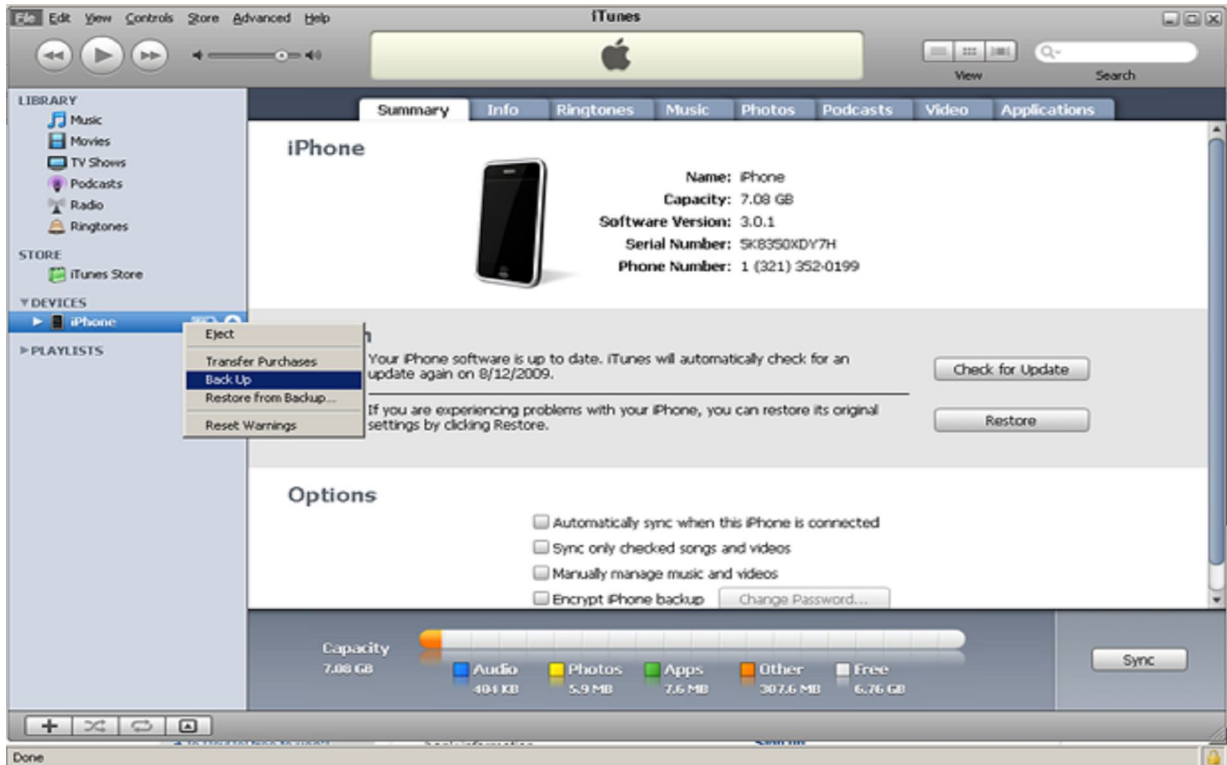 File Edit View Controls Store Advanced Help
iTunes
View
Search
LIBRARY
Music
Movies
TV Shows
Podcasts
Radio
Ringtones
STORE
iTunes Store
DEVICES
iPhone
PLAYLISTS
Eject
Transfer Purchases
Back Up
Restore from Backup...
Reset Warnings
Summary Info Ringtones Music Photos Podcasts Video Applications
iPhone
Name: iPhone
Capacity: 7.08 GB
Software Version: 3.0.1
Serial Number: 5K8350XDY7H
Phone Number: 1 (321) 352-0199
Your iPhone software is up to date. iTunes will automatically check for an
update again on 8/12/2009.
Check for Update
If you are experiencing problems with your iPhone, you can restore its original
settings by clicking Restore.
Restore
Options
Automatically sync when this iPhone is connected
Sync only checked songs and videos
Manually manage music and videos
Encrypt iPhone backup Change Password...
Capacity
7.08 GB
Audio Photos Apps Other Free
404 KB 5.9 MB 7.6 MB 307.6 MB 6.76 GB
Sync
Done